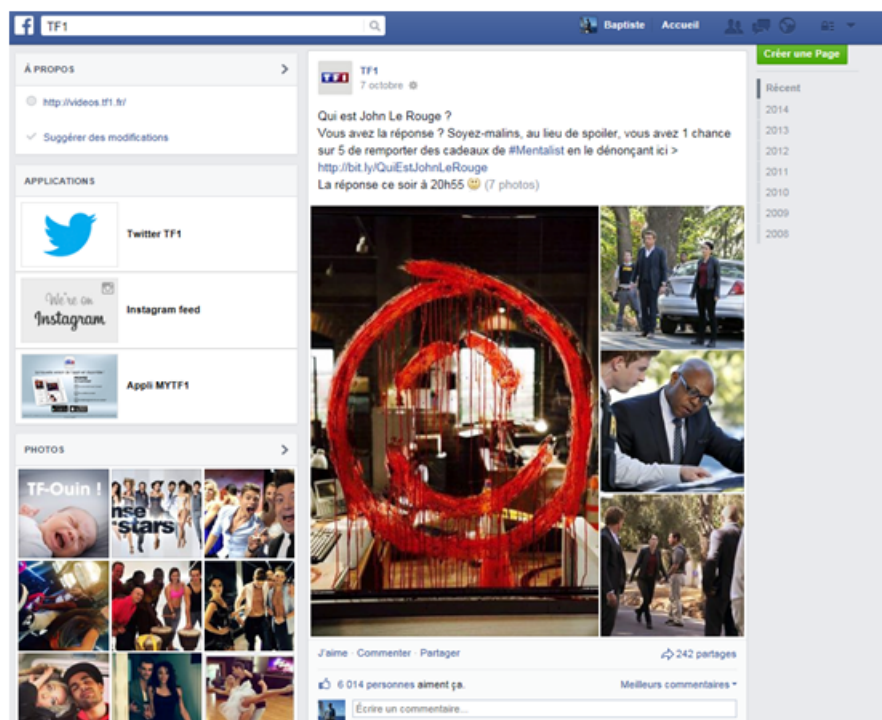 TF1
Baptiste Accueil
Créer une Page
Récent
2014
2013
2012
2011
2010
2009
2008
À PROPOS
http://videos.tf1.fr/
Suggérer des modifications
APPLICATIONS
Twitter TF1
We're on
Instagram
Instagram feed
Appli MYTF1
PHOTOS
TF-Ouin !
nse
stars
TF1
TF1
7 octobre
Qui est John Le Rouge ?
Vous avez la réponse ? Soyez-malins, au lieu de spoiler, vous avez 1 chance
sur 5 de remporter des cadeaux de #Mentalist en le dénonçant ici >
http://bit.ly/QuiEstJohnLeRouge
La réponse ce soir à 20h55 (7 photos)
J'aime · Commenter · Partager
242 partages
6 014 personnes aiment ça.
Meilleurs commentaires
Écrire un commentaire...